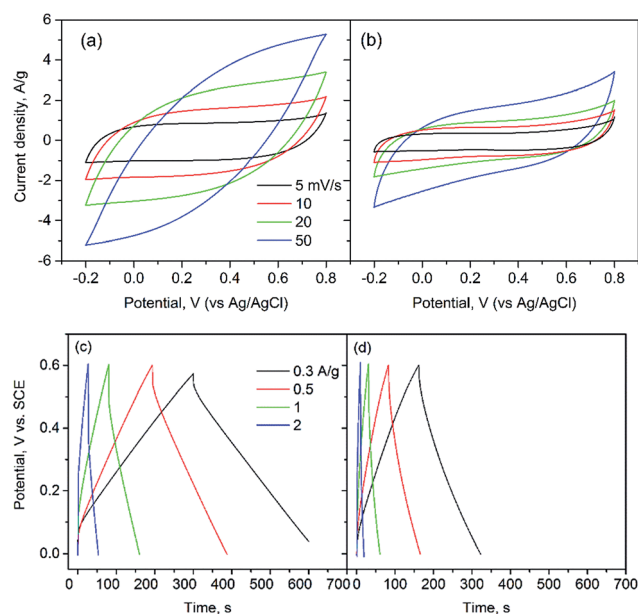 (a)
(b)
Current density, A/g
6
4
2
0
-2
-4
-6
5 mV/s
10
20
50
-0.2 0.0 0.2 0.4 0.6 0.8
-0.2 0.0 0.2 0.4 0.6 0.8
Potential, V (vs Ag/AgCl)
Potential, V (vs Ag/AgCl)
(c)
(d)
Potential, V vs. SCE
0.6
0.4
0.2
0.0
0.3 A/g
0.5
1
2
0 100 200 300 400 500 600 700
0 100 200 300 400 500 600 700
Time, s
Time, s